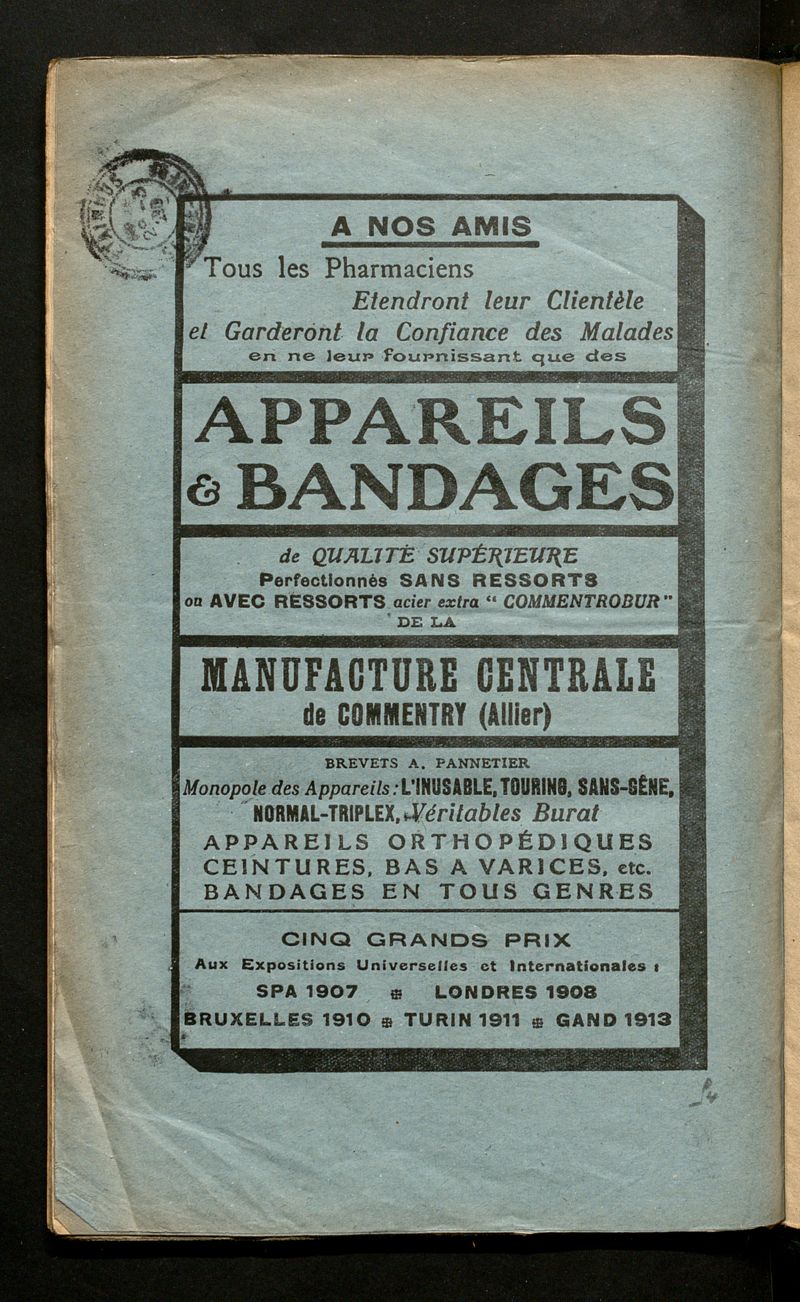 A NOS AMIS
Tous les Pharmaciens
Etendront leur Clientèle
et Garderont la Confiance des Malades
en ne leur fournissant que des
APPAREILS
& BANDAGES
de QUALITÉ SUPÉRIEURE
Perfectionnés SANS RESSORTS
ou AVEC RESSORTS acier extra “ COMMENTROBUR ”
DE LA
MANUFACTURE CENTRALE
de COMMENTRY (Allier)
BREVETS A. PANNETIER
Monopole des Appareils : L'INUSABLE, TOURING, SANS-GÊNE,
NORMAL-TRIPLEX, Véritables Burat
APPAREILS ORTHOPÉDIQUES
CEINTURES, BAS A VARICES, etc.
BANDAGES EN TOUS GENRES
CINQ GRANDS PRIX
Aux Expositions Universelles et Internationales :
SPA 1907 LONDRES 1908
BRUXELLES 1910 TURIN 1911 GAND 1913